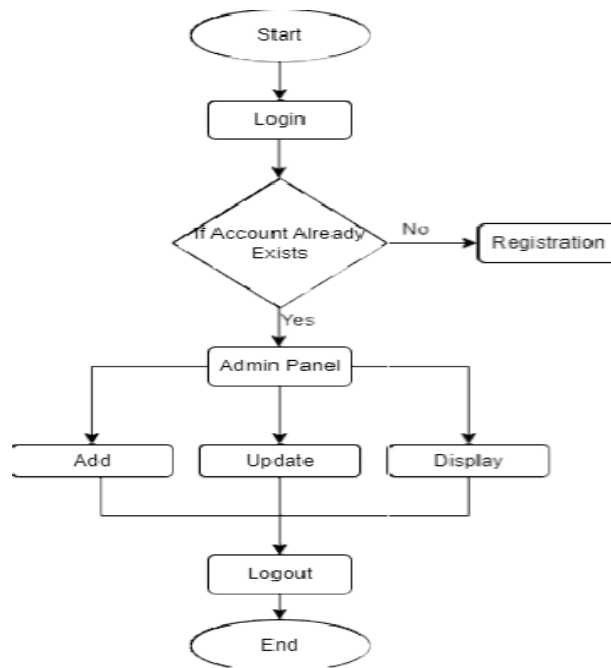 Start
Login
If Account Already
Exists
No
Registration
Yes
Admin Panel
Add
Update
Display
Logout
End